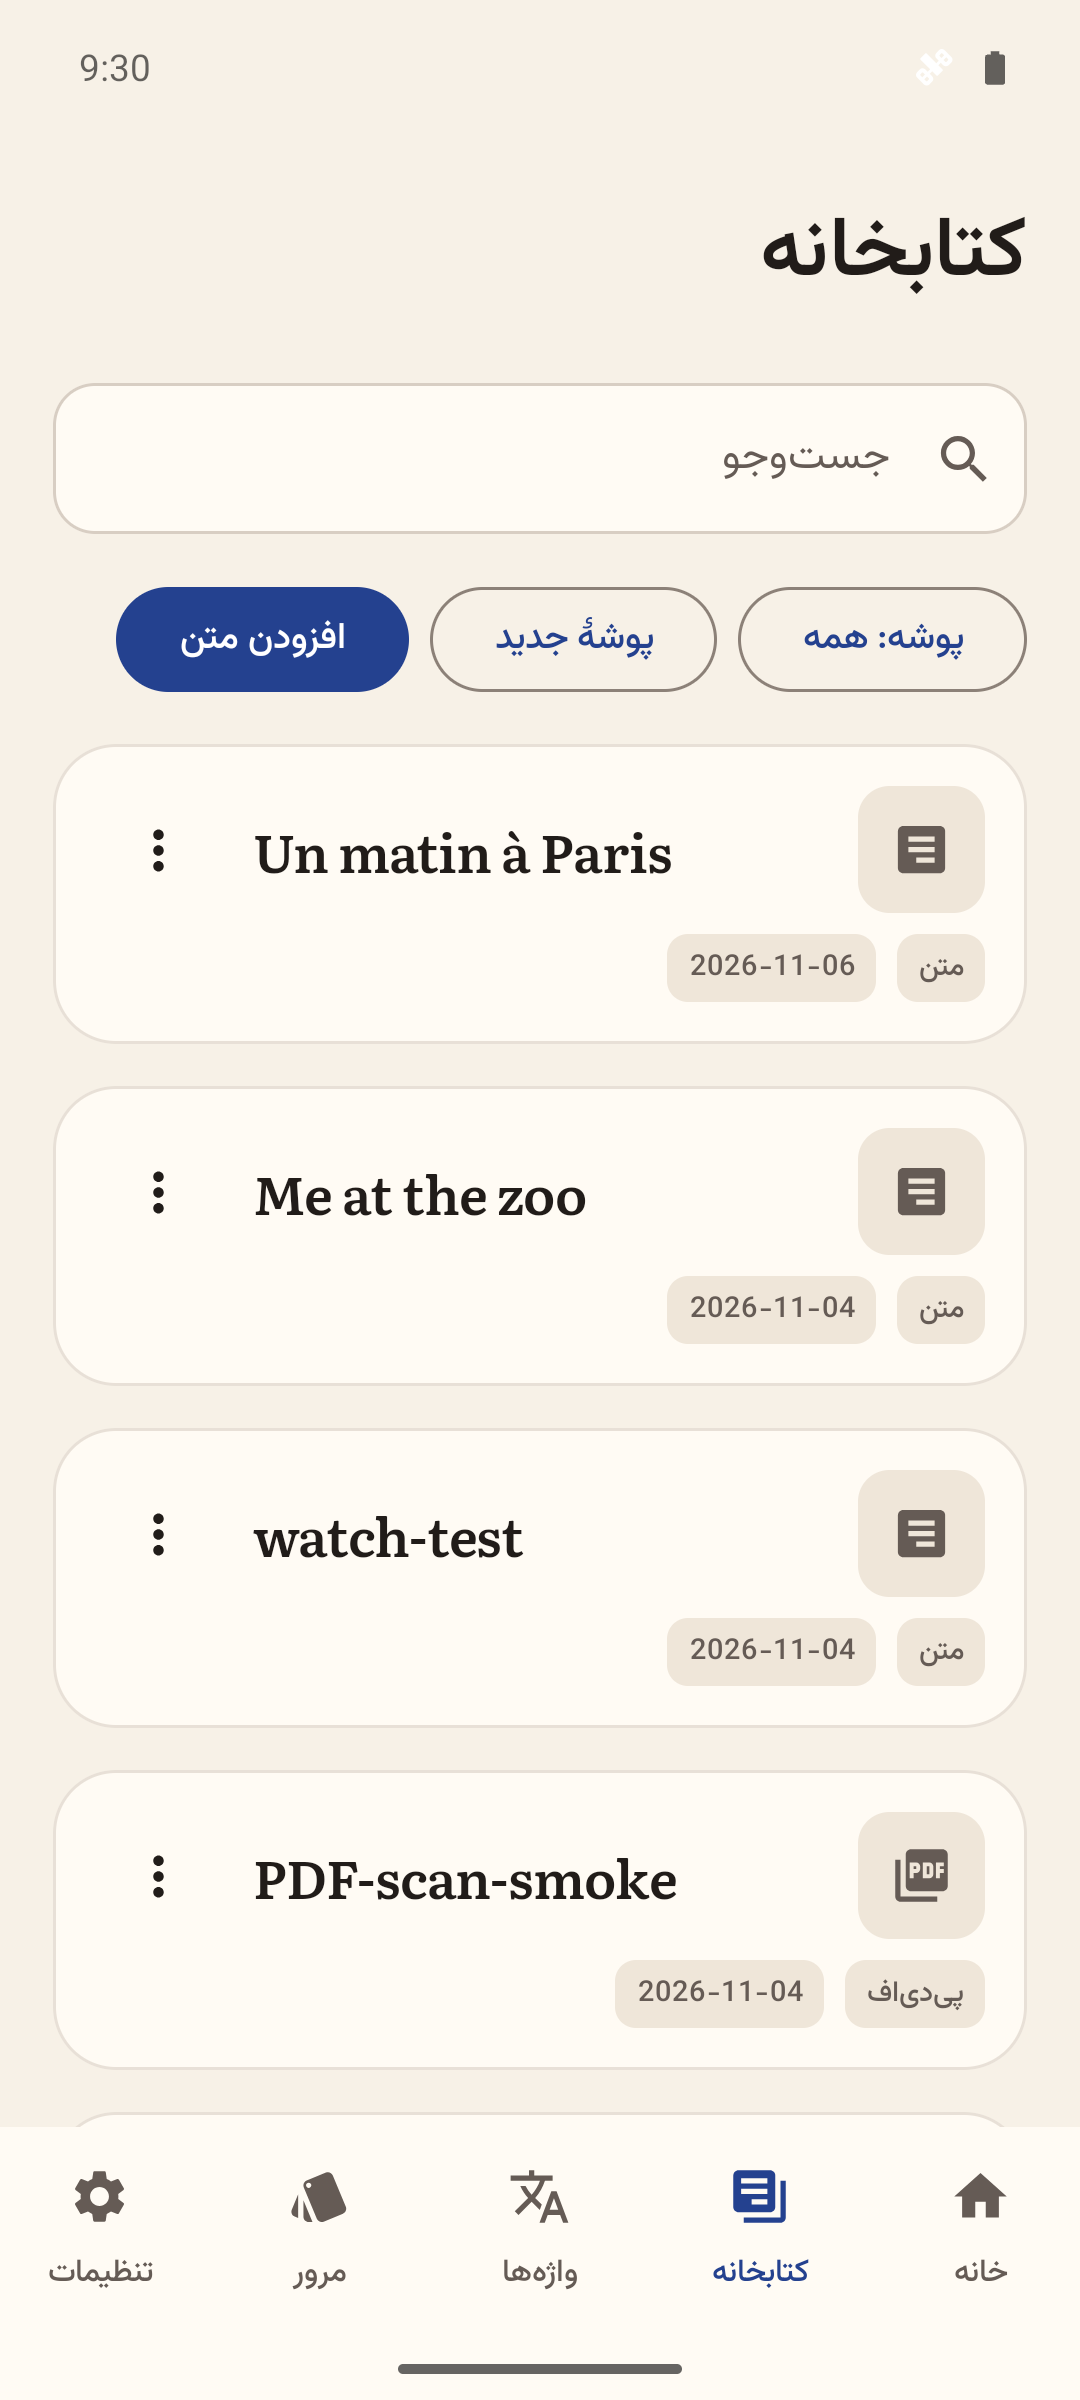 9:30
کتابخانه
جست‌وجو
پوشه: همه
پوشهٔ جدید
افزودن متن
Un matin à Paris
متن
2026-11-06
Me at the zoo
متن
2026-11-04
watch-test
متن
2026-11-04
PDF
PDF-scan-smoke
پی‌دی‌اف
2026-11-04
خانه
کتابخانه
واژه‌ها
مرور
تنظیمات